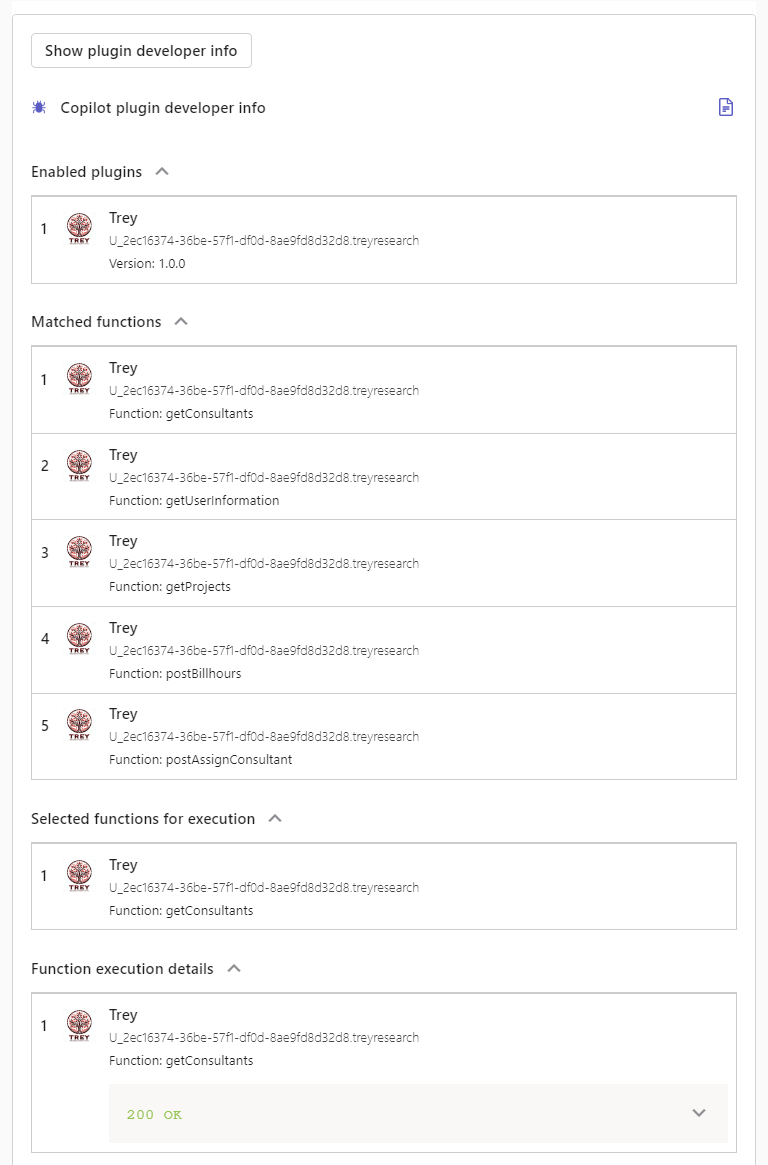 Show plugin developer info
Copilot plugin developer info
Enabled plugins
1
TREY
Trey
U_2ec16374-36be-57f1-df0d-8ae9fd8d32d8.treyresearch
Version: 1.0.0
Matched functions
1
TREY
Trey
U_2ec16374-36be-57f1-df0d-8ae9fd8d32d8.treyresearch
Function: getConsultants
2
TREY
Trey
U_2ec16374-36be-57f1-df0d-8ae9fd8d32d8.treyresearch
Function: getUserInformation
3
TREY
Trey
U_2ec16374-36be-57f1-df0d-8ae9fd8d32d8.treyresearch
Function: getProjects
4
TREY
Trey
U_2ec16374-36be-57f1-df0d-8ae9fd8d32d8.treyresearch
Function: postBillhours
5
TREY
Trey
U_2ec16374-36be-57f1-df0d-8ae9fd8d32d8.treyresearch
Function: postAssignConsultant
Selected functions for execution
1
TREY
Trey
U_2ec16374-36be-57f1-df0d-8ae9fd8d32d8.treyresearch
Function: getConsultants
Function execution details
1
TREY
Trey
U_2ec16374-36be-57f1-df0d-8ae9fd8d32d8.treyresearch
Function: getConsultants
200 OK